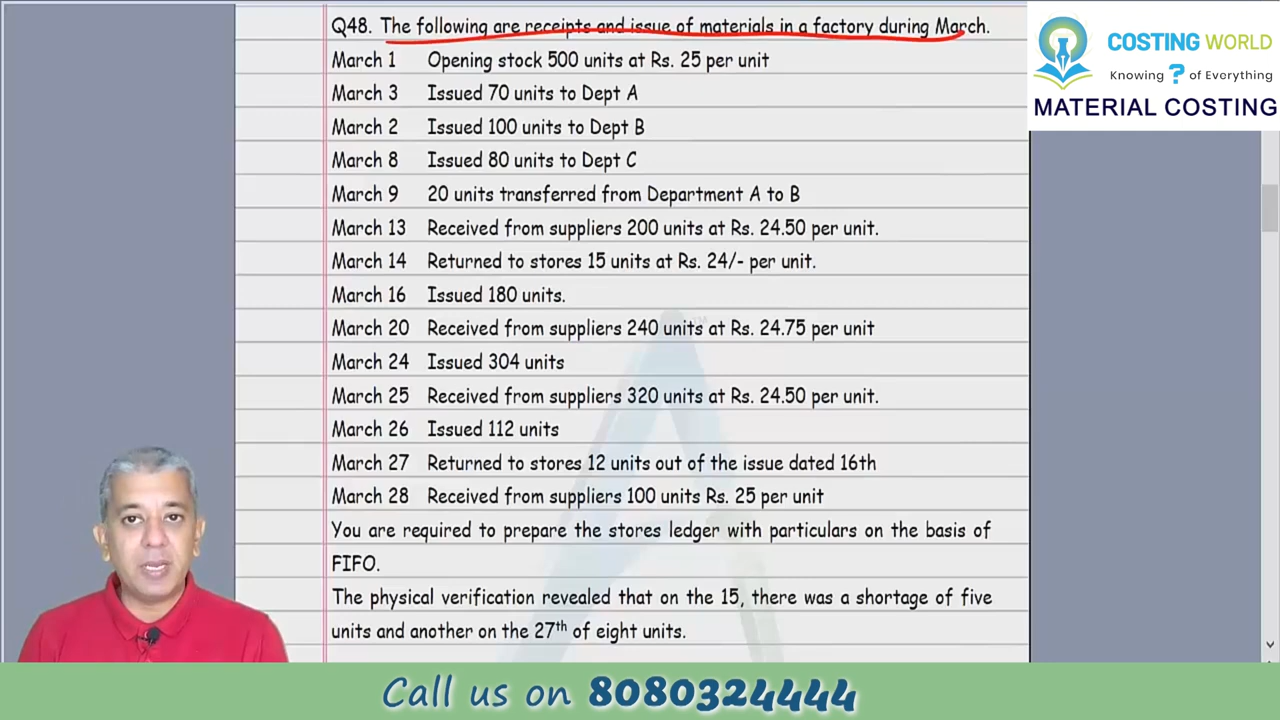 Q48. The following are receipts and issue of materials in a factory during March.
March 1 Opening stock 500 units at Rs. 25 per unit
March 3 Issued 70 units to Dept A
March 2 Issued 100 units to Dept B
March 8 Issued 80 units to Dept C
March 9 20 units transferred from Department A to B
March 13 Received from suppliers 200 units at Rs. 24.50 per unit.
March 14 Returned to stores 15 units at Rs. 24/- per unit.
March 16 Issued 180 units.
March 20 Received from suppliers 240 units at Rs. 24.75 per unit
March 24 Issued 304 units
March 25 Received from suppliers 320 units at Rs. 24.50 per unit.
March 26 Issued 112 units
March 27 Returned to stores 12 units out of the issue dated 16th
March 28 Received from suppliers 100 units Rs. 25 per unit
You are required to prepare the stores ledger with particulars on the basis of
FIFO.
The physical verification revealed that on the 15, there was a shortage of five
units and another on the 27th of eight units.
COSTING WORLD
Knowing ? of Everything
MATERIAL COSTING
TM
Call us on 8080324444